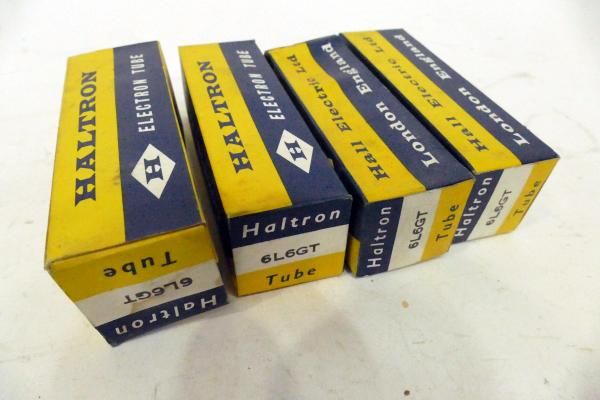 HALTRON
ELECTRON TUBE
H
Tube
6L6GT
Haltron
HALTRON
ELECTRON TUBE
H
Haltron
6L6GT
Tube
Hall Electric Ltd
London England
Haltron
6L6GT
Tube
Hall Electric Ltd
London England
Haltron
6L6GT
Tube